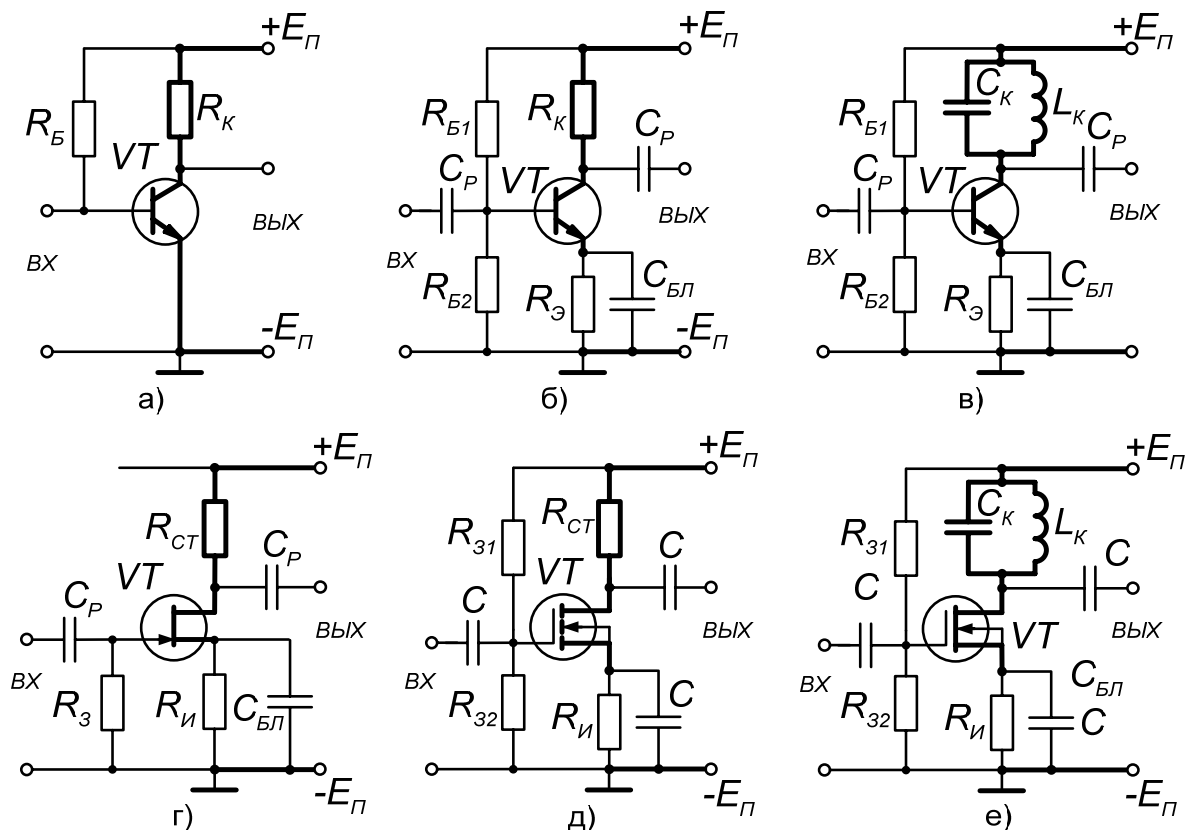 +EП
RБ
RК
VT
ВХ
ВЫХ
-EП
а)
+EП
RБ1
RК
CР
CР
VT
ВХ
ВЫХ
RБ2
RЭ
CБЛ
-EП
б)
+EП
CК
LК
RБ1
CР
CР
VT
ВХ
ВЫХ
RБ2
RЭ
CБЛ
-EП
в)
+EП
RСТ
CР
VT
CР
ВХ
ВЫХ
RЗ
RИ
CБЛ
-EП
г)
+EП
RЗ1
RСТ
C
VT
C
ВХ
ВЫХ
RЗ2
RИ
C
-EП
д)
+EП
CК
LК
RЗ1
C
C
VT
ВХ
ВЫХ
RЗ2
RИ
CБЛ
C
-EП
е)